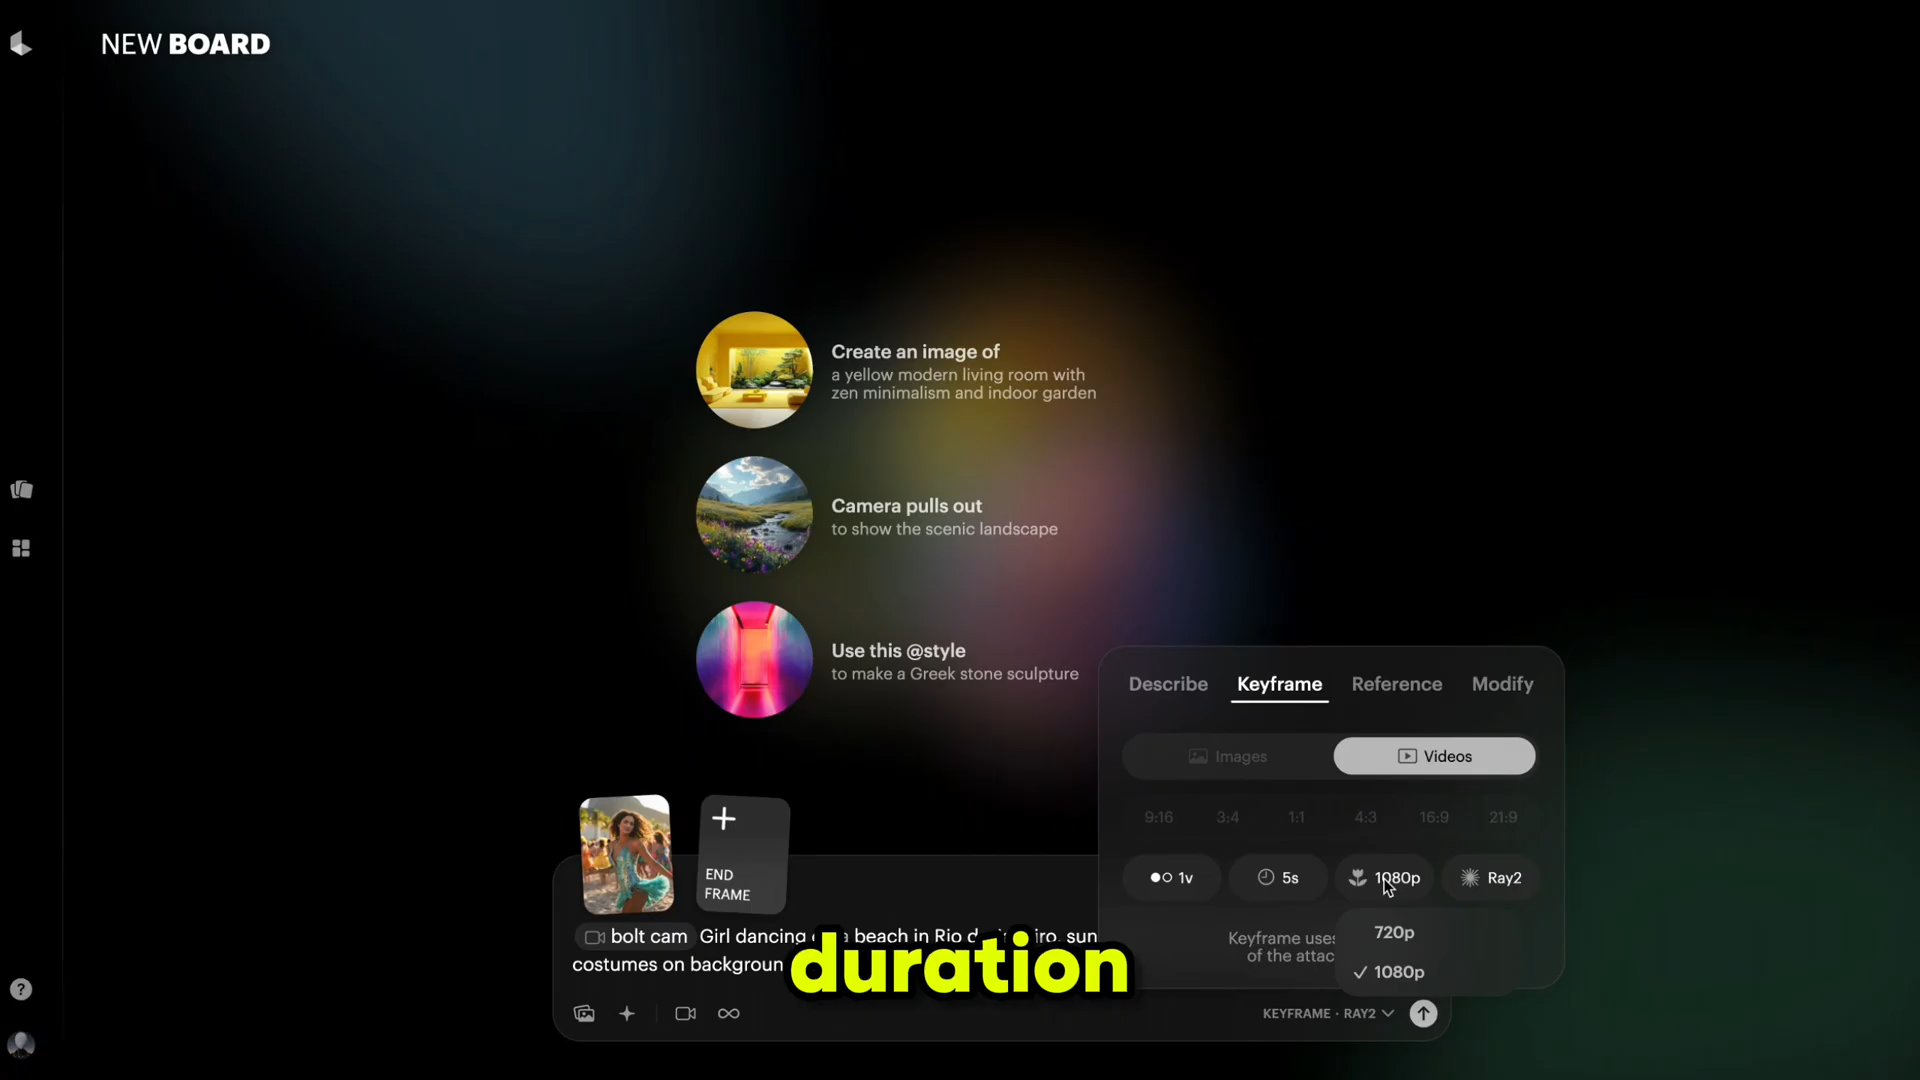 NEW BOARD
Create an image of
a yellow modern living room with
zen minimalism and indoor garden
Camera pulls out
to show the scenic landscape
Use this @style
to make a Greek stone sculpture
Describe Keyframe Reference Modify
Images Videos
9:16 3:4 1:1 4:3 16:9 21:9
1v 5s 1080p Ray2
Keyframe uses
of the attac
720p
✓ 1080p
+
END
FRAME
bolt cam Girl dancing a beach in Rio sun
costumes on
duration
KEYFRAME · RAY2
?